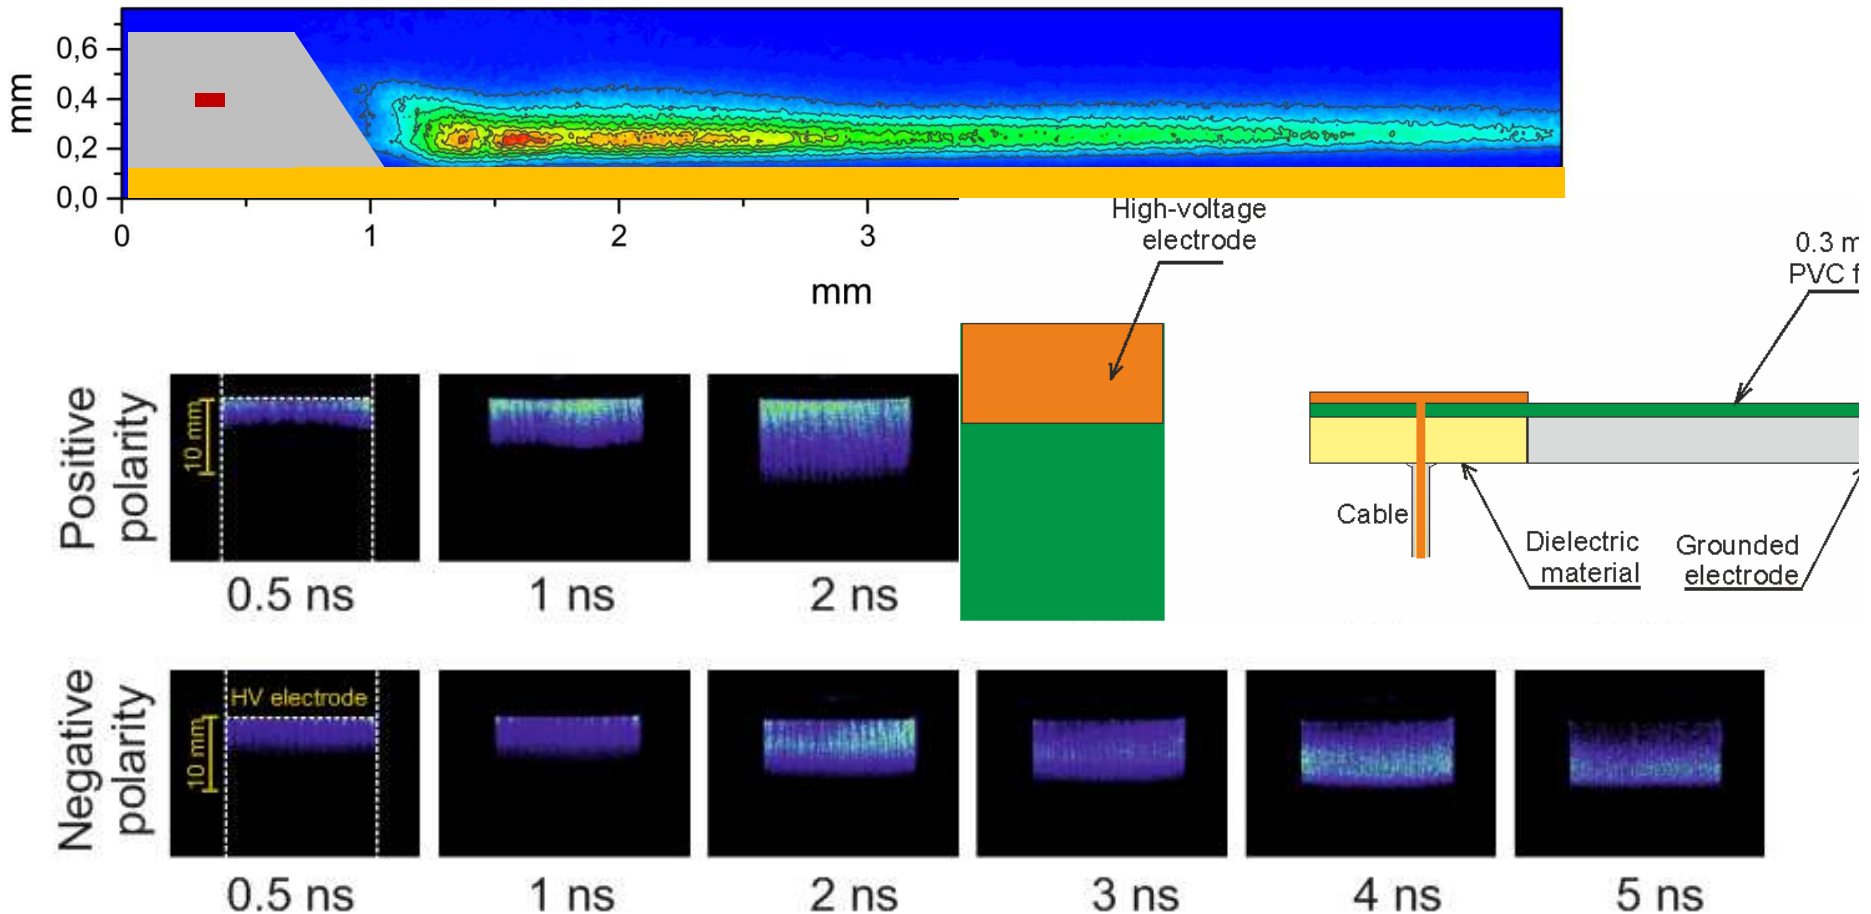 mm
0,6
0,4
0,2
0,0
0
1
2
3
mm
High-voltage
electrode
0.3 m
PVC f
Cable
Dielectric
material
Grounded
electrode
Positive
polarity
10 mm
0.5 ns
1 ns
2 ns
Negative
polarity
HV electrode
10 mm
0.5 ns
1 ns
2 ns
3 ns
4 ns
5 ns